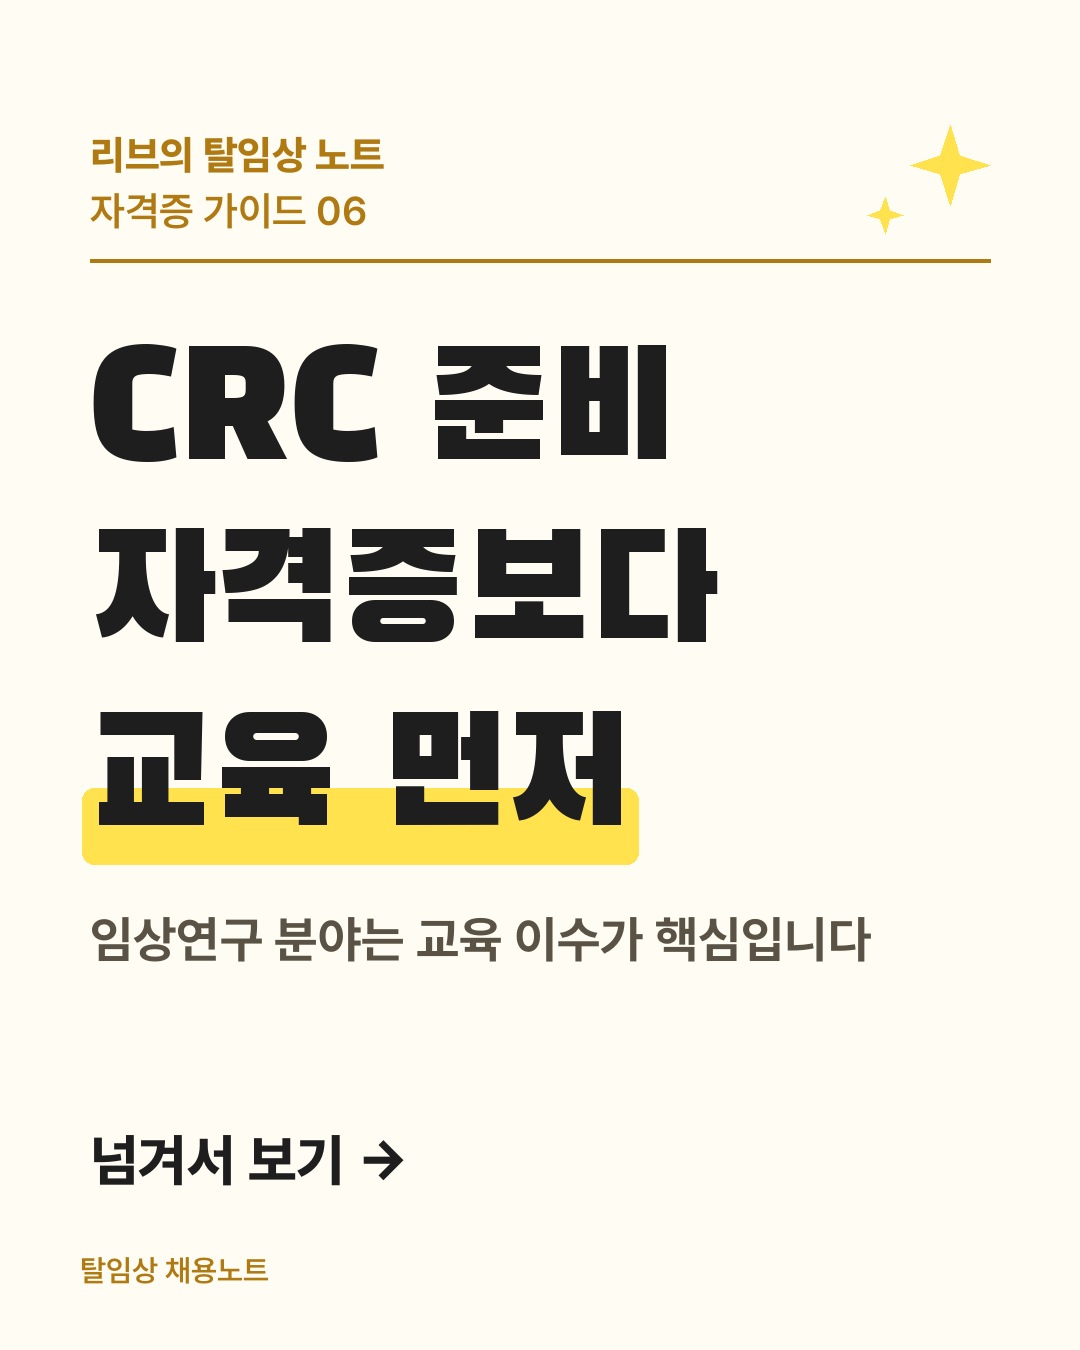 리브의 탈임상 노트
자격증 가이드 06
CRC 준비
자격증보다
교육 먼저
임상연구 분야는 교육 이수가 핵심입니다
넘겨서 보기 →
탈임상 채용노트